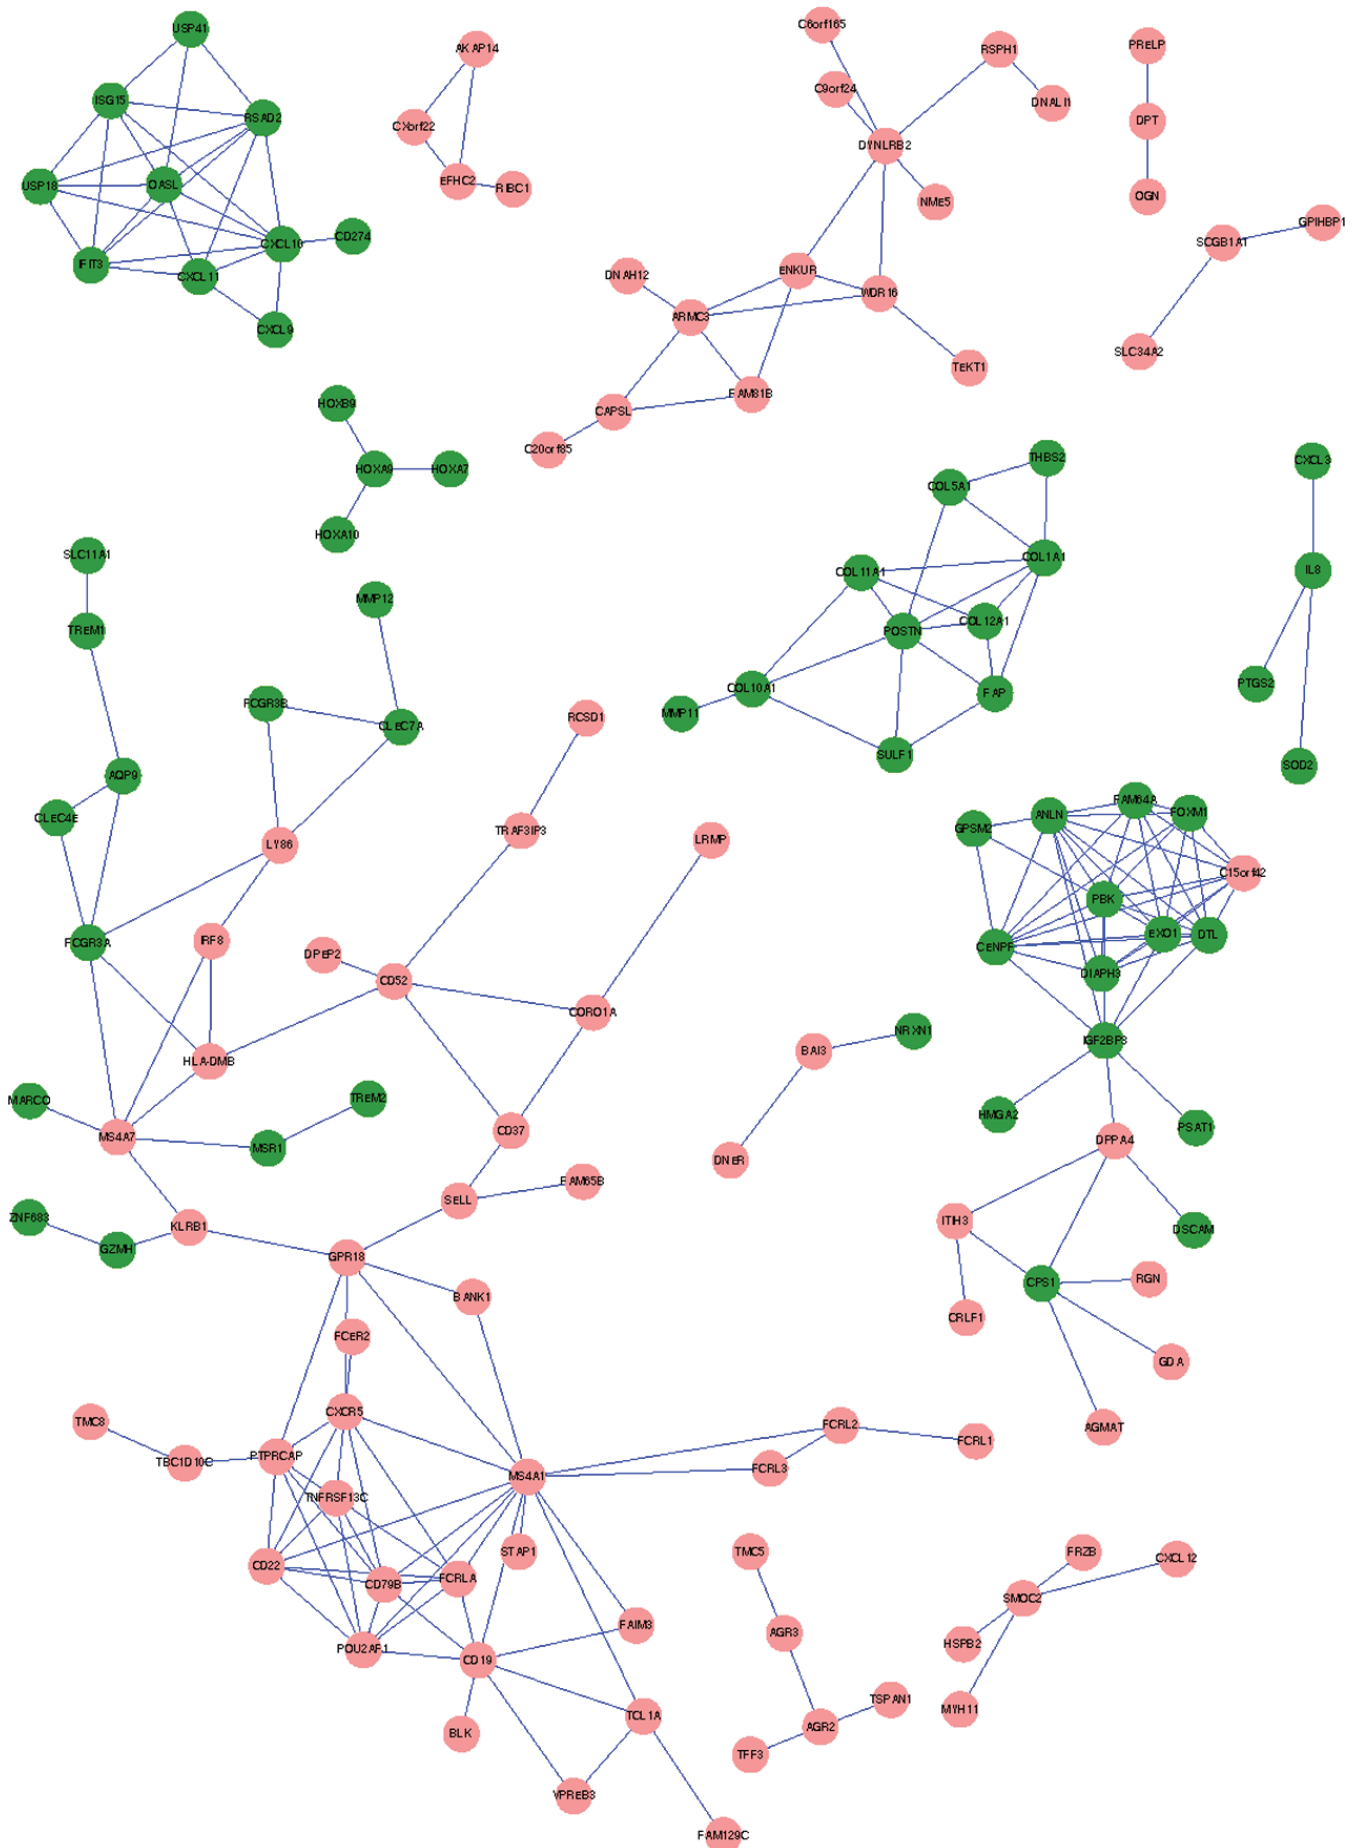 C6orf165
USP41
AKAP14
RSPH1
PRELP
C9orf24
ISG15
DNALI1
RSAD2
DPT
CXorf22
DYNLRB2
EFHC2
RIBC1
USP18
OASL
NME5
OGN
GPIHBP1
SCGB1A1
CD274
CXCL10
IFIT3
CXCL11
DNAH12
ENKUR
WDR16
ARMC3
CXCL9
SLC34A2
TEKT1
FAM81B
HOXB9
CAPSL
C20orf85
HOXA9
HOXA7
THBS2
CXCL3
COL5A1
HOXA10
SLC11A1
COL1A1
COL11A1
IL8
MMP12
TREM1
POSTN
COL12A1
COL10A1
FAP
PTGS2
FCGR3B
CLEC7A
MMP11
RCSD1
SULF1
SOD2
AQP9
CLEC4E
FAM64A
ANLN
FOXM1
GPSM2
TRAF3IP3
LRMP
LY86
C15orf42
PBK
FCGR3A
IRF8
CENPF
EXO1
DTL
DPEP2
CD52
DIAPH3
CORO1A
NRXN1
IGF2BP3
BAI3
HLA-DMB
MARCO
TREM2
HMGA2
PSAT1
MS4A7
MSR1
CD37
DPPA4
DNER
FAM65B
SELL
ZNF683
KLRB1
ITIH3
DSCAM
GZMH
GPR18
CPS1
RGN
BANK1
CRLF1
FCER2
GDA
CXCR5
TMC8
FCRL2
AGMAT
FCRL1
PTPRCAP
TBC1D10C
FCRL3
MS4A1
TNFRSF13C
STAP1
TMC5
FRZB
CXCL12
CD22
CD79B
FCRLA
SMOC2
FAIM3
AGR3
HSPB2
POU2AF1
CD19
TSPAN1
MYH11
TCL1A
AGR2
BLK
TFF3
VPREB3
FAM129C